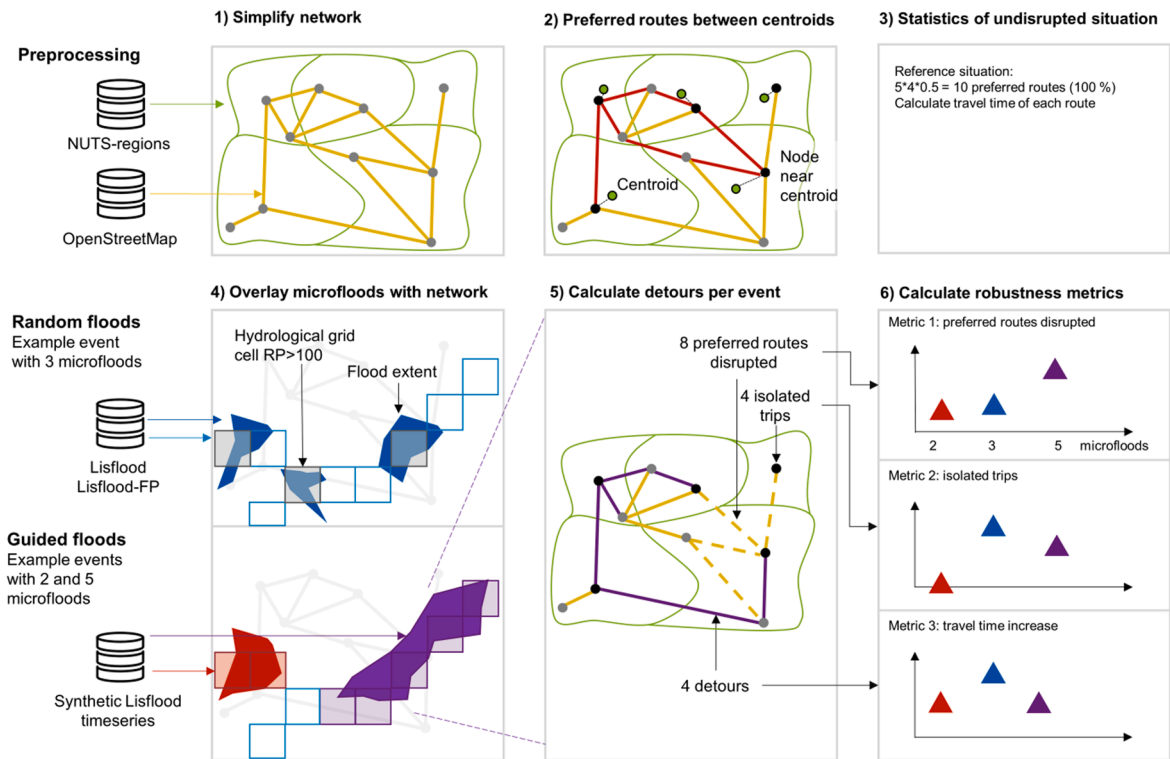 1) Simplify network
2) Preferred routes between centroids
3) Statistics of undisrupted situation
Preprocessing
NUTS-regions
OpenStreetMap
Centroid
Node
near
centroid
Reference situation:
5*4*0.5 = 10 preferred routes (100 %)
Calculate travel time of each route
4) Overlay microfloods with network
5) Calculate detours per event
6) Calculate robustness metrics
Random floods
Example event
with 3 microfloods
Lisflood
Lisflood-FP
Hydrological grid
cell RP>100
Flood extent
Guided floods
Example events
with 2 and 5
microfloods
Synthetic Lisflood
timeseries
8 preferred routes
disrupted
4 isolated
trips
4 detours
Metric 1: preferred routes disrupted
2 3 5 microfloods
Metric 2: isolated trips
Metric 3: travel time increase